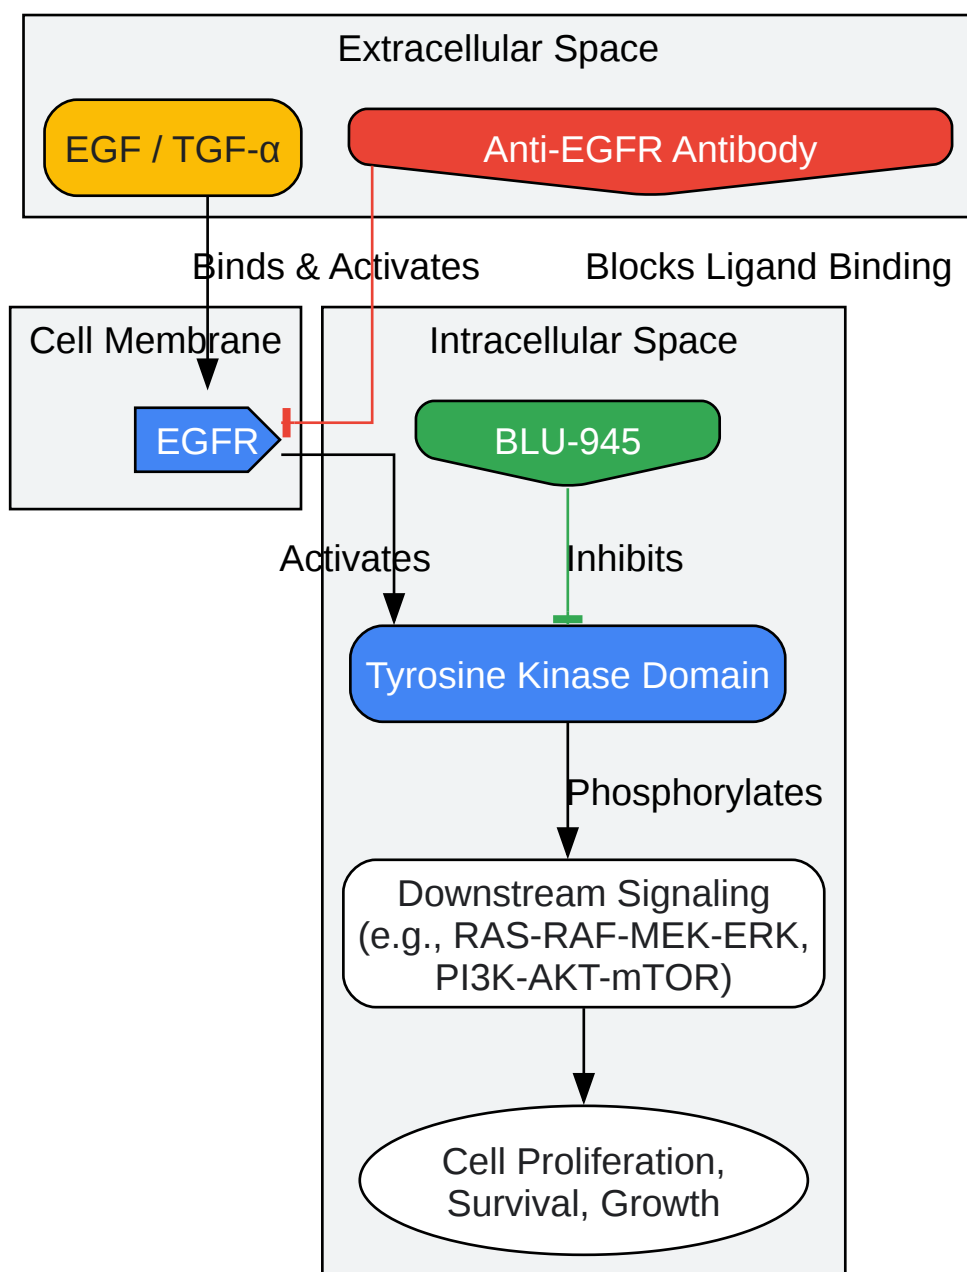 Extracellular Space
EGF / TGF-α
Anti-EGFR Antibody
Binds & Activates
Blocks Ligand Binding
Cell Membrane
Intracellular Space
EGFR
BLU-945
Activates
Inhibits
Tyrosine Kinase Domain
Phosphorylates
Downstream Signaling
(e.g., RAS-RAF-MEK-ERK,
PI3K-AKT-mTOR)
Cell Proliferation,
Survival, Growth